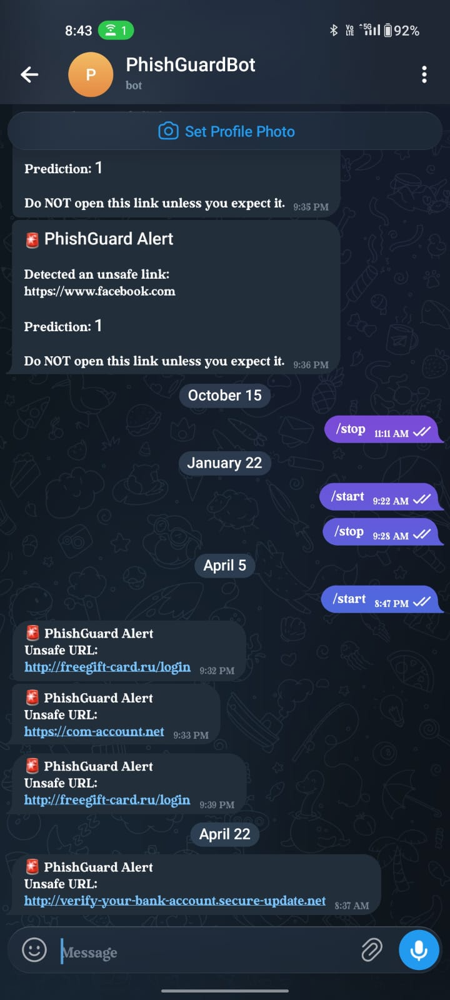 8:43
1
Vo LTE
5G
92%
P
PhishGuardBot
bot
Set Profile Photo
Prediction: 1
Do NOT open this link unless you expect it. 9:35 PM
🚨 PhishGuard Alert
Detected an unsafe link:
https://www.facebook.com
Prediction: 1
Do NOT open this link unless you expect it. 9:36 PM
October 15
/stop 11:11 AM
January 22
/start 9:22 AM
/stop 9:28 AM
April 5
/start 8:47 PM
🚨 PhishGuard Alert
Unsafe URL:
http://freegift-card.ru/login 9:32 PM
🚨 PhishGuard Alert
Unsafe URL:
https://com-account.net 9:33 PM
🚨 PhishGuard Alert
Unsafe URL:
http://freegift-card.ru/login 9:39 PM
April 22
🚨 PhishGuard Alert
Unsafe URL:
http://verify-your-bank-account.secure-update.net 8:37 AM
Message